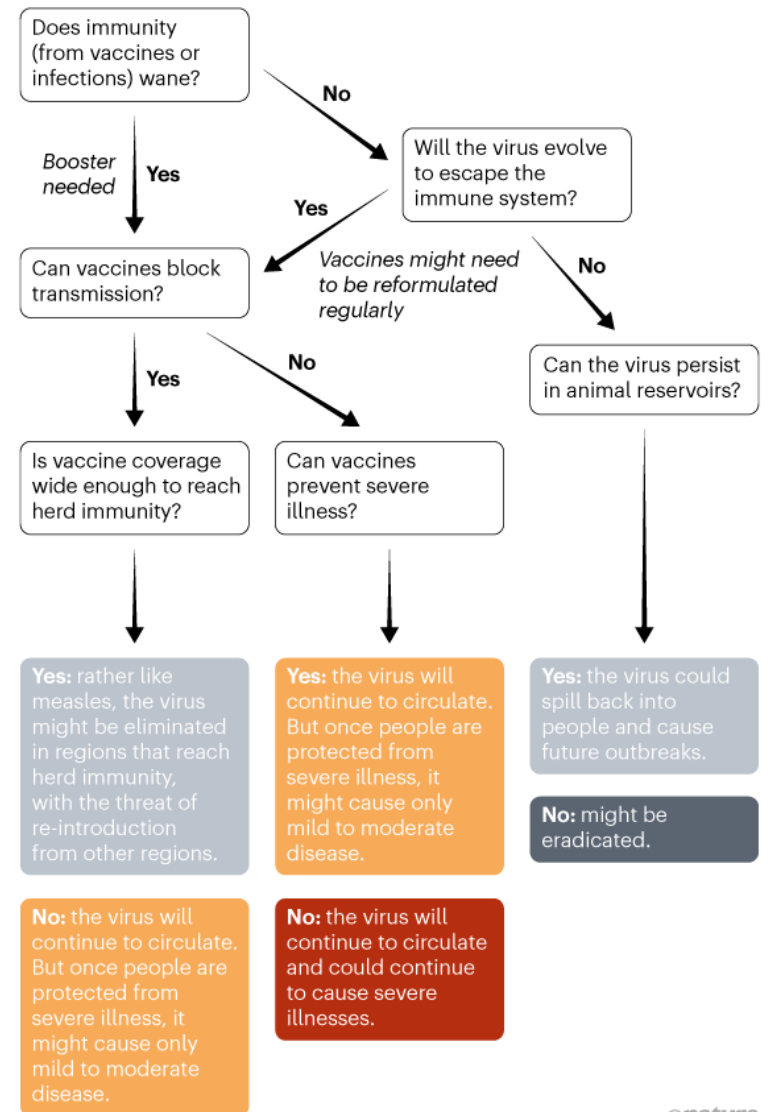 Does immunity
(from vaccines or
infections) wane?
No
Booster
needed
Yes
Will the virus evolve
to escape the
immune system?
Yes
Vaccines might need
to be reformulated
regularly
No
Can vaccines block
transmission?
Yes
No
Can the virus persist
in animal reservoirs?
Is vaccine coverage
wide enough to reach
herd immunity?
Can vaccines
prevent severe
illness?
Yes: rather like
measles, the virus
might be eliminated
in regions that reach
herd immunity,
with the threat of
re-introduction
from other regions.
No: the virus will
continue to circulate.
But once people are
protected from
severe illness, it
might cause only
mild to moderate
disease.
Yes: the virus will
continue to circulate.
But once people are
protected from
severe illness, it
might cause only
mild to moderate
disease.
No: the virus will
continue to circulate
and could continue
to cause severe
illnesses.
Yes: the virus could
spill back into
people and cause
future outbreaks.
No: might be
eradicated.